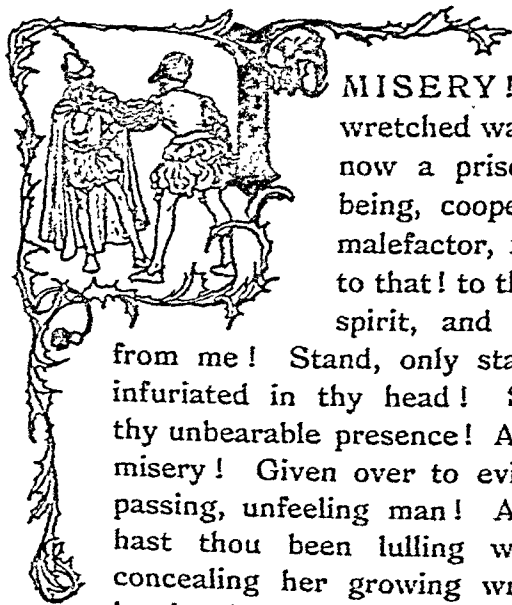 MISERY!
wretched wa
now a prise
being, coope
malefactor,
to that! to th
spirit, and
from me! Stand, only sta
infuriated in thy head! S
thy unbearable presence! A
misery! Given over to evi
passing, unfeeling man! A
hast thou been lulling w
concealing her growing wr